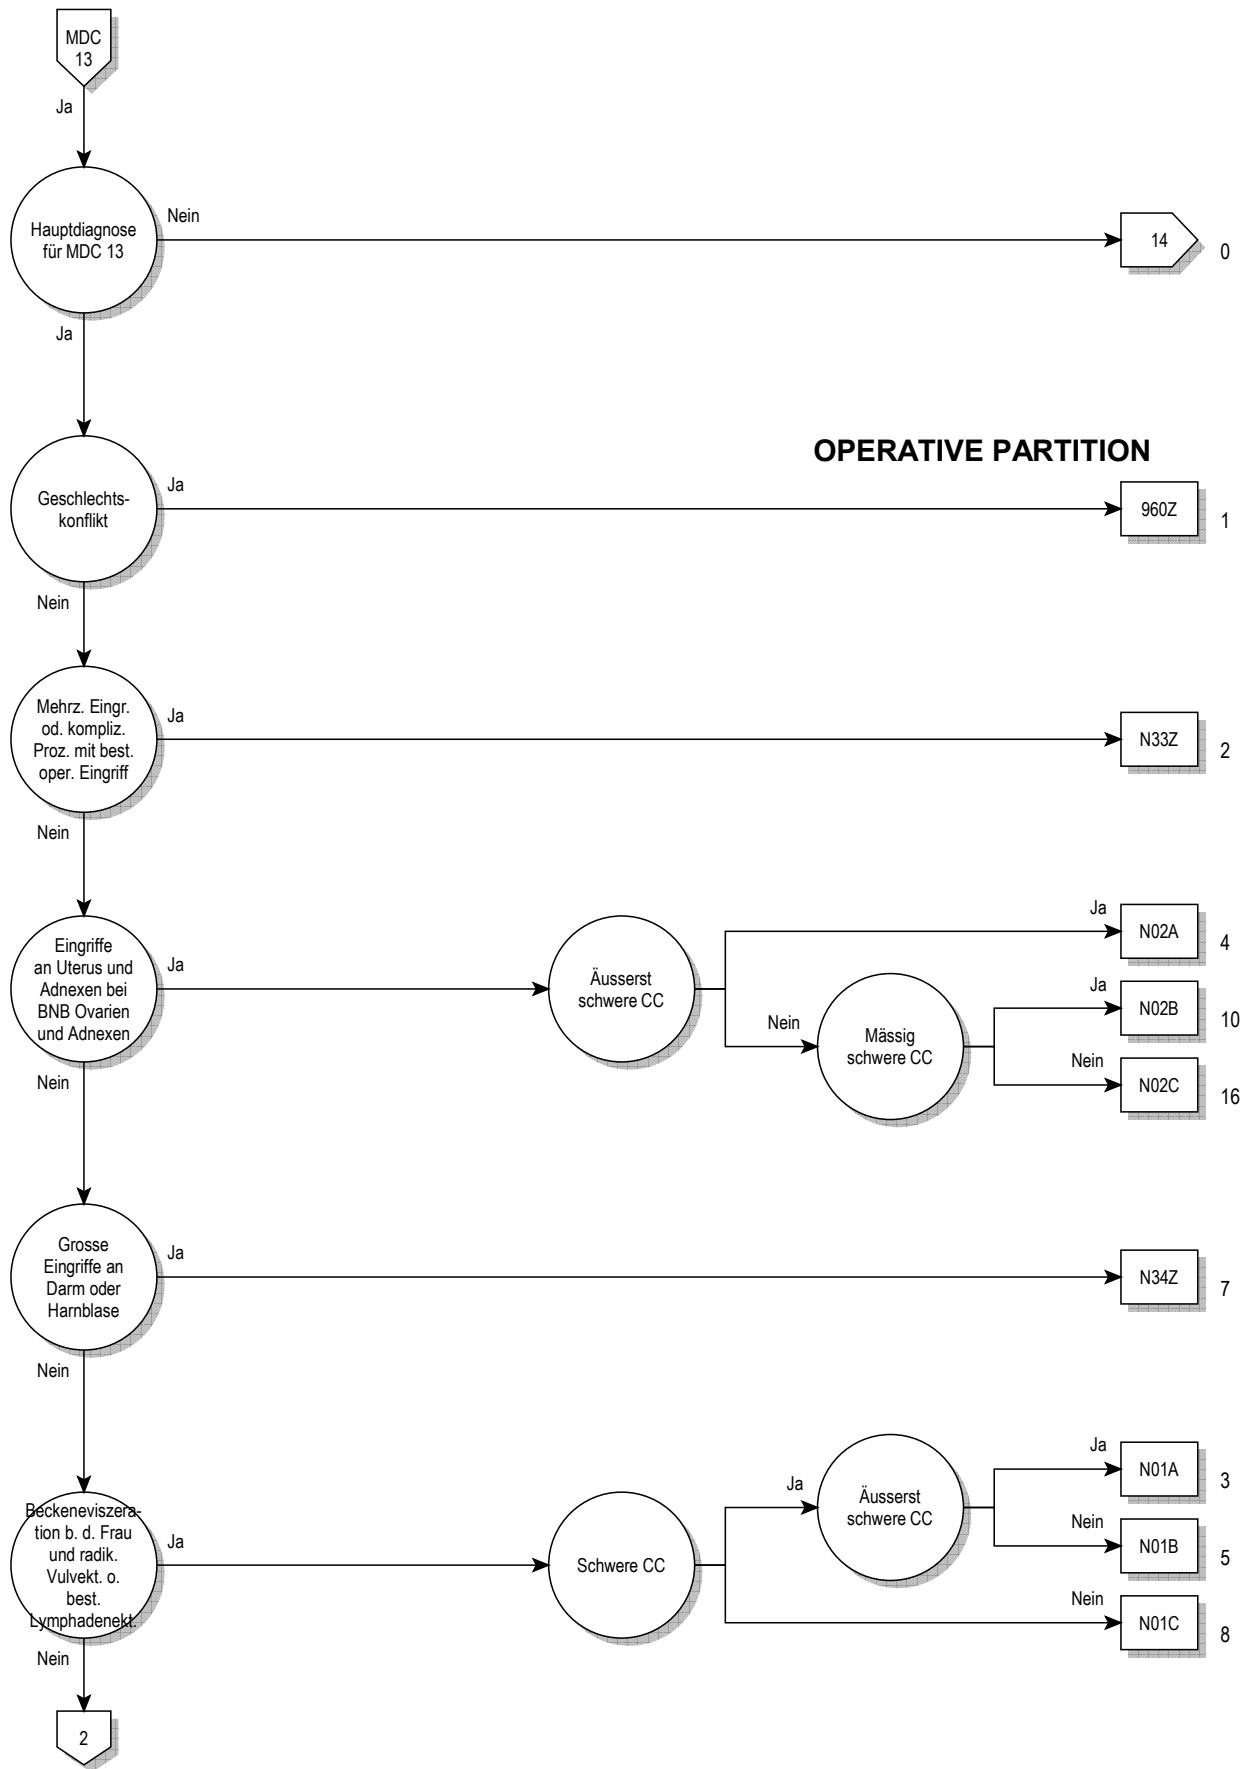 MDC
13
Ja
Hauptdiagnose
für MDC 13
Nein
14
0
Ja
OPERATIVE PARTITION
Geschlechts-
konflikt
Ja
960Z
1
Nein
Mehrz. Eingr.
od. kompliz.
Proz. mit best.
oper. Eingriff
Ja
N33Z
2
Nein
Eingriffe
an Uterus und
Adnexen bei
BNB Ovarien
und Adnexen
Ja
Äusserst
schwere CC
Ja
N02A
4
Nein
Mässig
schwere CC
Ja
N02B
10
Nein
N02C
16
Nein
Grosse
Eingriffe an
Darm oder
Harnblase
Ja
N34Z
7
Nein
Beckeneviszera-
tion b. d. Frau
und radik.
Vulvekt. o.
best.
Lymphadenekt.
Ja
Schwere CC
Ja
Äusserst
schwere CC
Ja
N01A
3
Nein
N01B
5
Nein
N01C
8
Nein
2